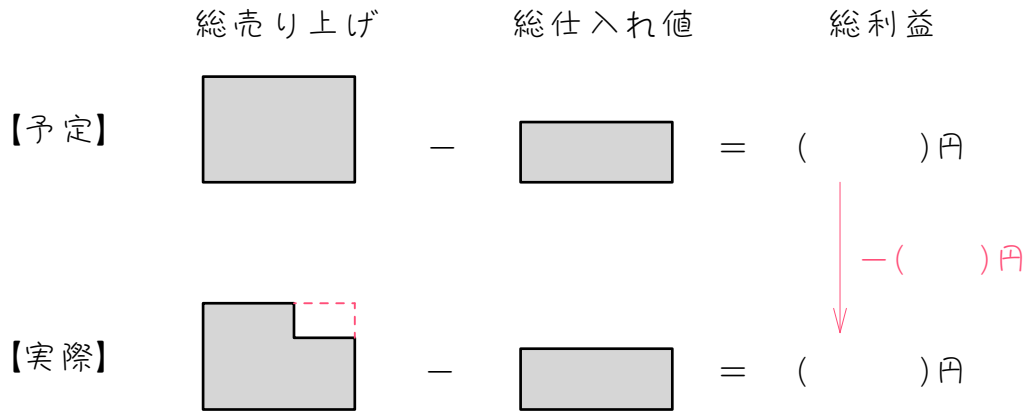 総売り上げ 総仕入れ値 総利益
【予定】 − = ( )円
−( )円
【実際】 − = ( )円